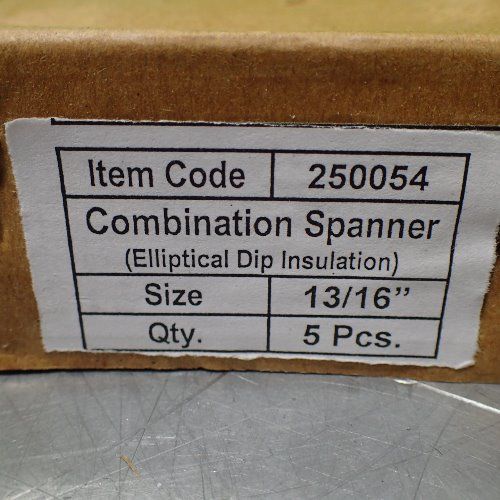 Item Code 250054
Combination Spanner
(Elliptical Dip Insulation)
Size 13/16”
Qty. 5 Pcs.